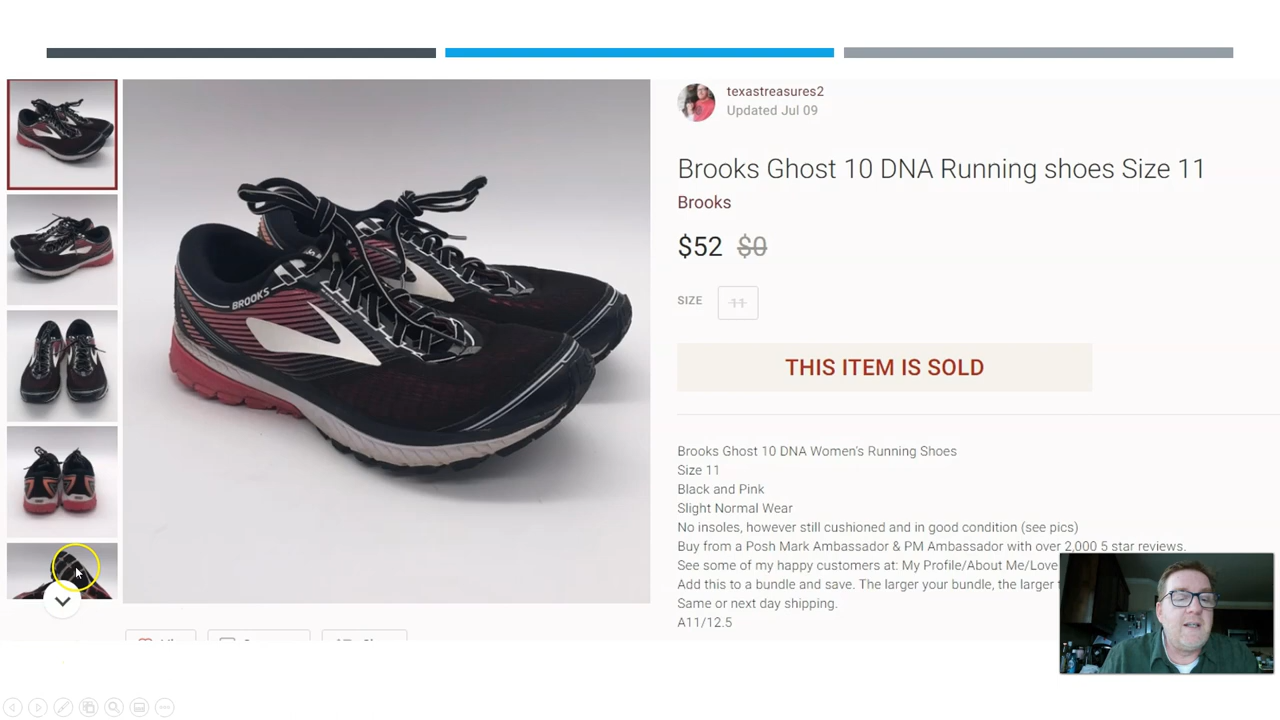 texastreasures2
Updated Jul 09
Brooks Ghost 10 DNA Running shoes Size 11
Brooks
$52 $0
SIZE 11
THIS ITEM IS SOLD
Brooks Ghost 10 DNA Women's Running Shoes
Size 11
Black and Pink
Slight Normal Wear
No insoles, however still cushioned and in good condition (see pics)
Buy from a Posh Mark Ambassador & PM Ambassador with over 2,000 5 star reviews.
See some of my happy customers at: My Profile/About Me/Love
Add this to a bundle and save. The larger your bundle, the larger
Same or next day shipping.
A11/12.5
BROOKS